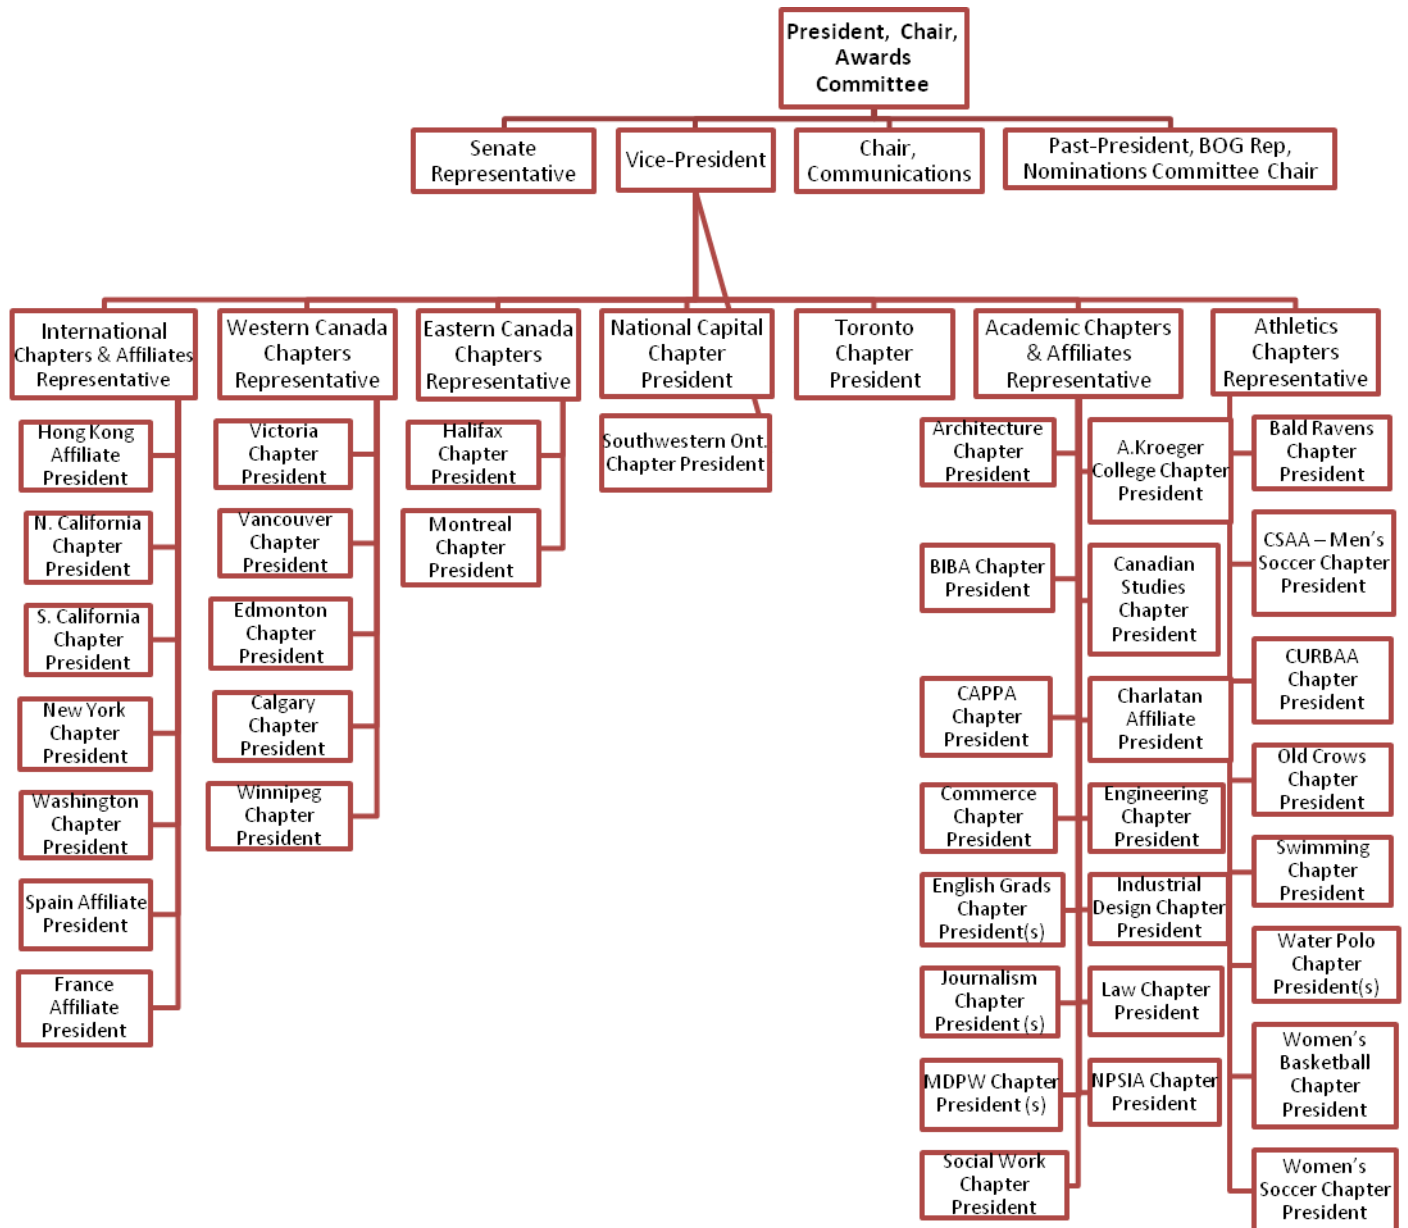 President, Chair,
Awards
Committee
Senate
Representative
Vice-President
Chair,
Communications
Past-President, BOG Rep,
Nominations Committee Chair
International
Chapters & Affiliates
Representative
Western Canada
Chapters
Representative
Eastern Canada
Chapters
Representative
National Capital
Chapter
President
Toronto
Chapter
President
Academic Chapters
& Affiliates
Representative
Athletics
Chapters
Representative
Hong Kong
Affiliate
President
N. California
Chapter
President
S. California
Chapter
President
New York
Chapter
President
Washington
Chapter
President
Spain Affiliate
President
France
Affiliate
President
Victoria
Chapter
President
Vancouver
Chapter
President
Edmonton
Chapter
President
Calgary
Chapter
President
Winnipeg
Chapter
President
Halifax
Chapter
President
Montreal
Chapter
President
Southwestern Ont.
Chapter President
Architecture
Chapter
President
BIBA Chapter
President
CAPPA
Chapter
President
Commerce
Chapter
President
English Grads
Chapter
President(s)
Journalism
Chapter
President (s)
MDPW Chapter
President (s)
Social Work
Chapter
President
A.Kroeger
College Chapter
President
Canadian
Studies
Chapter
President
Charlatan
Affiliate
President
Engineering
Chapter
President
Industrial
Design Chapter
President
Law Chapter
President
NPSIA Chapter
President
Bald Ravens
Chapter
President
CSAA – Men's
Soccer Chapter
President
CURBAA
Chapter
President
Old Crows
Chapter
President
Swimming
Chapter
President
Water Polo
Chapter
President(s)
Women's
Basketball
Chapter
President
Women's
Soccer Chapter
President